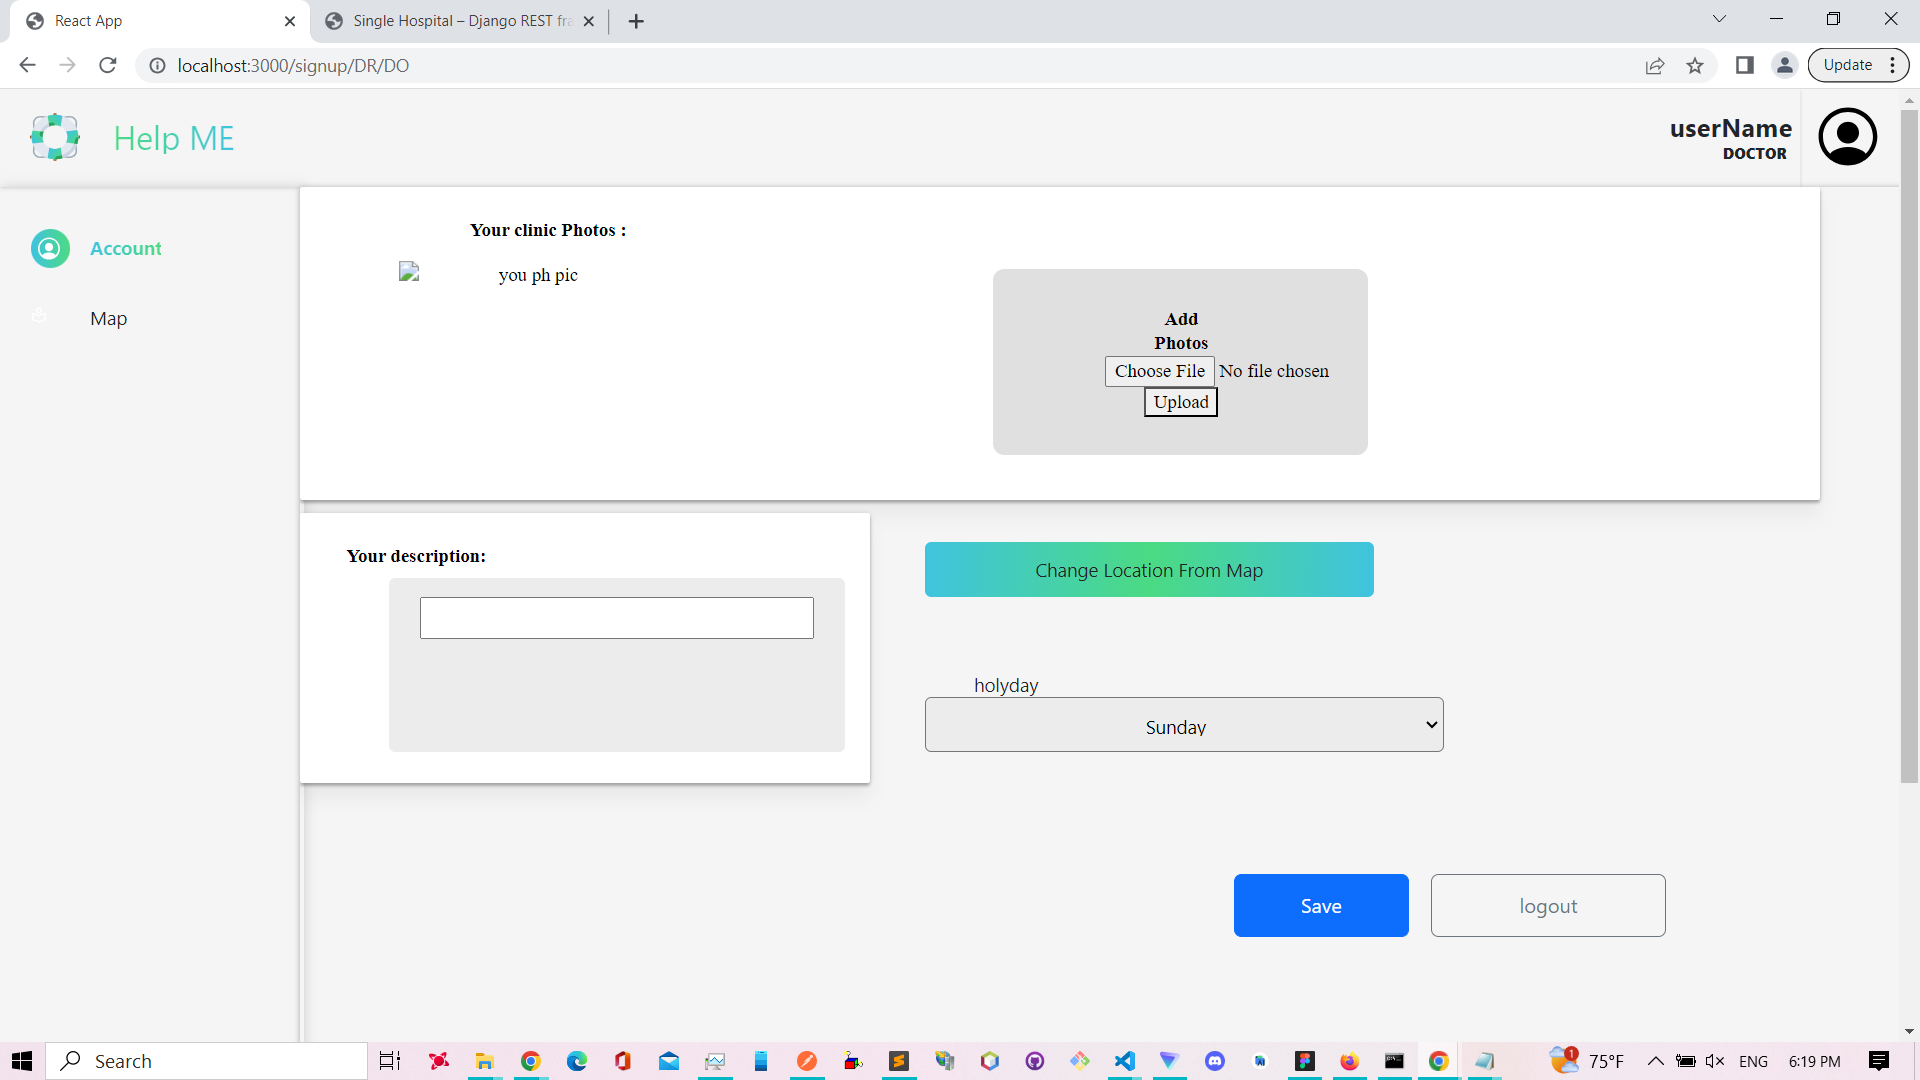 React App
Single Hospital – Django REST fra
localhost:3000/signup/DR/DO
Update
Help ME
userName
DOCTOR
Account
Map
Your clinic Photos :
you ph pic
Add
Photos
Choose File No file chosen
Upload
Your description:
Change Location From Map
holyday
Sunday
Save
logout
Search
1
75°F
ENG
6:19 PM